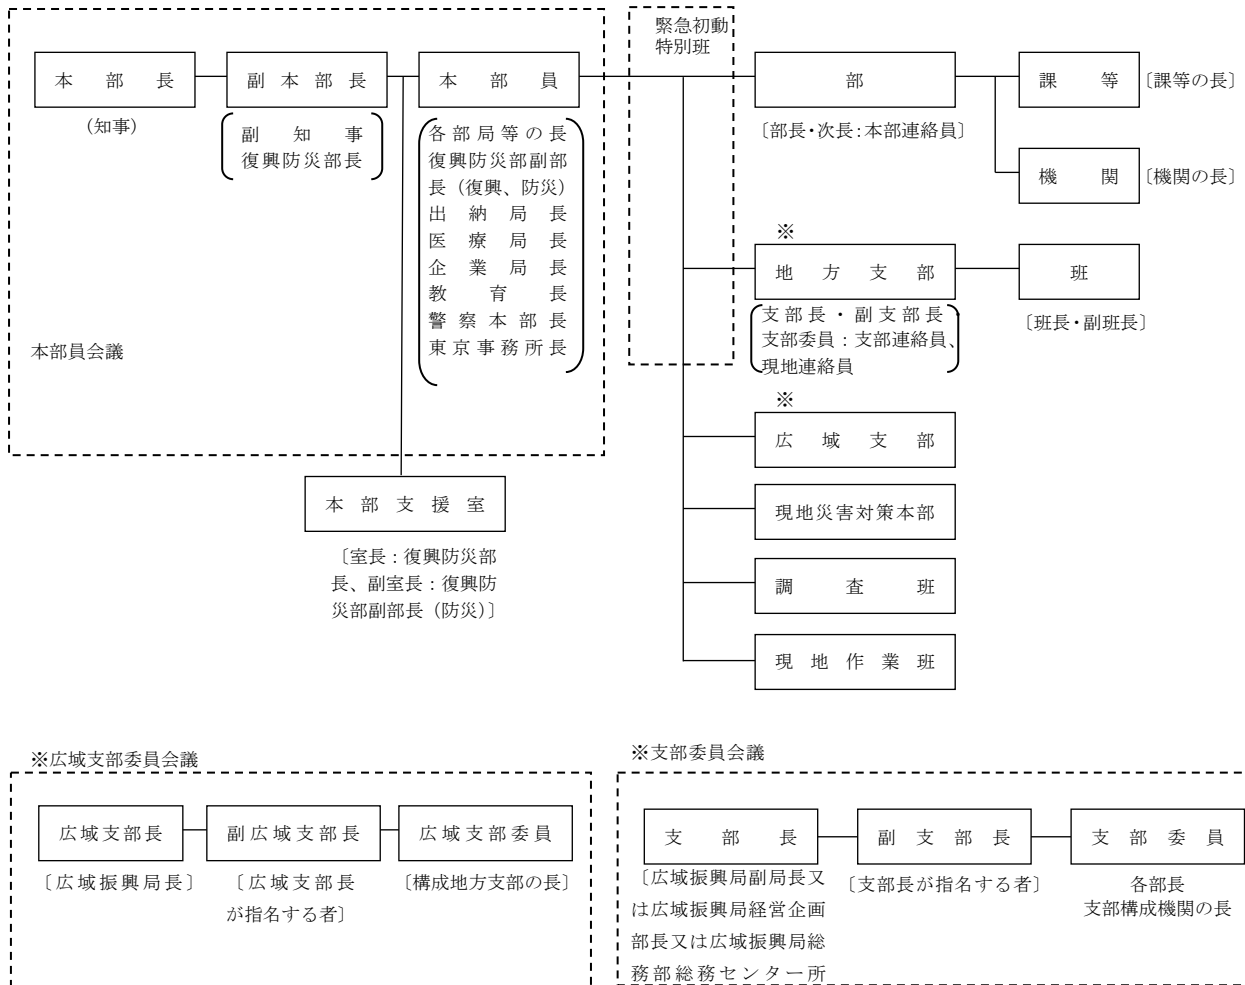 緊急初動
特別班
本部長
副本部長
本部員
部
課等
〔課等の長〕
（知事）
副知事
復興防災部長
各部局等の長
復興防災部副部
長（復興、防災）
出納局長
医療局長
企業局長
教育長
警察本部長
東京事務所長
〔部長・次長：本部連絡員〕
機関
〔機関の長〕
※
地方支部
班
支部長・副支部長
支部委員：支部連絡員、
現地連絡員
〔班長・副班長〕
本部員会議
※
広域支部
本部支援室
〔室長：復興防災部
長、副室長：復興防
災部副部長（防災）〕
現地災害対策本部
調査班
現地作業班
※広域支部委員会議
広域支部長
副広域支部長
広域支部委員
〔広域振興局長〕
〔広域支部長
が指名する者〕
〔構成地方支部の長〕
※支部委員会議
支部長
副支部長
支部委員
〔広域振興局副局長又
は広域振興局経営企画
部長又は広域振興局総
務部総務センター所
〔支部長が指名する者〕
各部長
支部構成機関の長